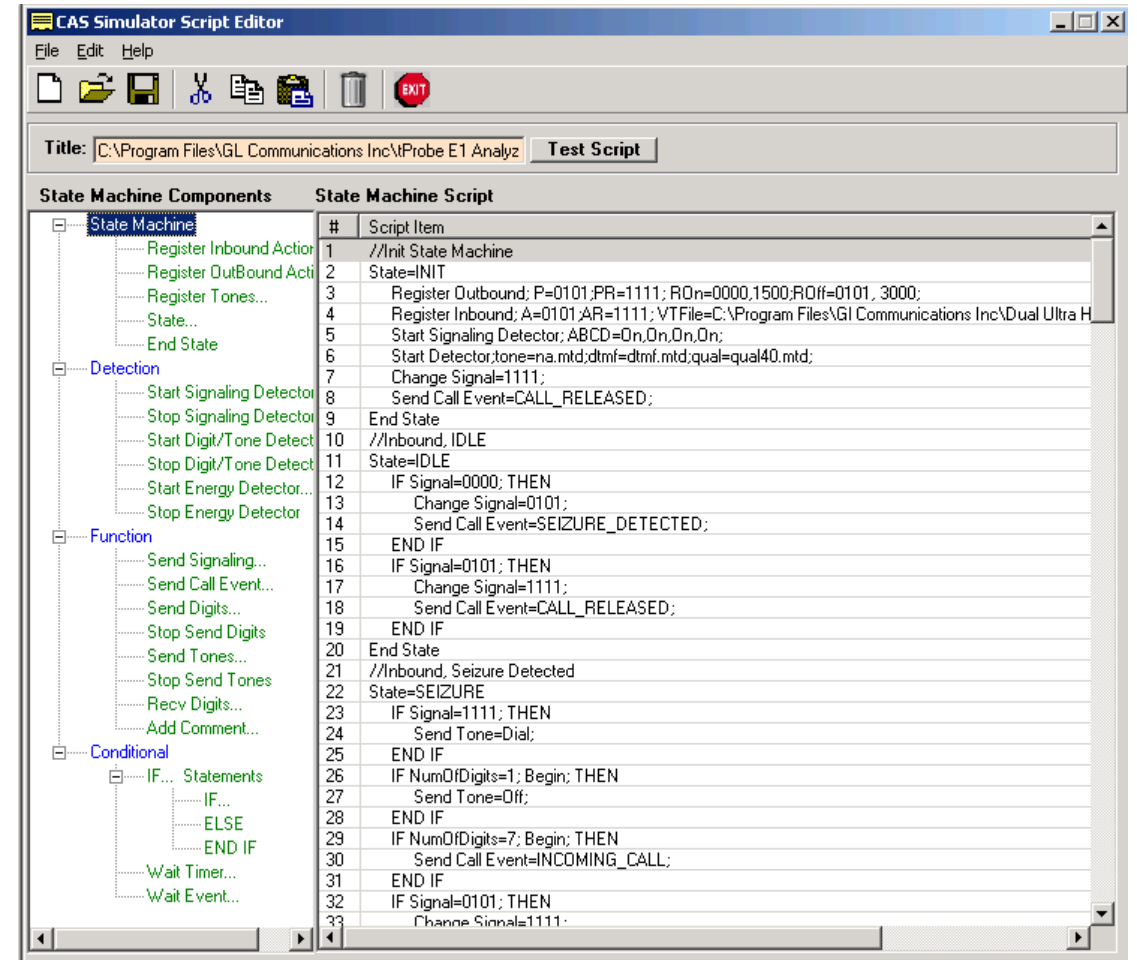 CAS Simulator Script Editor
File Edit Help
EXIT
Title: C:\Program Files\GL Communications Inc\tProbe E1 Analyz Test Script
State Machine Components
State Machine
Register Inbound Action
Register OutBound Acti
Register Tones...
State...
End State
Detection
Start Signaling Detector
Stop Signaling Detector
Start Digit/Tone Detect
Stop Digit/Tone Detect
Start Energy Detector...
Stop Energy Detector
Function
Send Signaling...
Send Call Event...
Send Digits...
Stop Send Digits
Send Tones...
Stop Send Tones
Recv Digits...
Add Comment...
Conditional
IF... Statements
IF...
ELSE
END IF
Wait Timer...
Wait Event...
State Machine Script
# Script Item
1 //Init State Machine
2 State=INIT
3 Register Outbound; P=0101;PR=1111; ROn=0000,1500;ROff=0101, 3000;
4 Register Inbound; A=0101;AR=1111; VTFile=C:\Program Files\Gl Communications Inc\Dual Ultra H
5 Start Signaling Detector; ABCD=On,On,On,On;
6 Start Detector;tone=na.mtd;dtmf=dtmf.mtd;qual=qual40.mtd;
7 Change Signal=1111;
8 Send Call Event=CALL_RELEASED;
9 End State
10 //Inbound, IDLE
11 State=IDLE
12 IF Signal=0000; THEN
13 Change Signal=0101;
14 Send Call Event=SEIZURE_DETECTED;
15 END IF
16 IF Signal=0101; THEN
17 Change Signal=1111;
18 Send Call Event=CALL_RELEASED;
19 END IF
20 End State
21 //Inbound, Seizure Detected
22 State=SEIZURE
23 IF Signal=1111; THEN
24 Send Tone=Dial;
25 END IF
26 IF NumOfDigits=1; Begin; THEN
27 Send Tone=Off;
28 END IF
29 IF NumOfDigits=7; Begin; THEN
30 Send Call Event=INCOMING_CALL;
31 END IF
32 IF Signal=0101; THEN
33 Change Signal=1111;